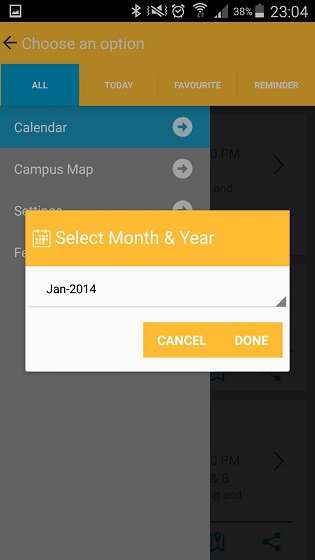 38% 23:04
Choose an option
ALL TODAY FAVOURITE REMINDER
Calendar
0 PM
Campus Map
and
Settings
Select Month & Year
Fe
Jan-2014
CANCEL DONE
0 PM
& B
op and